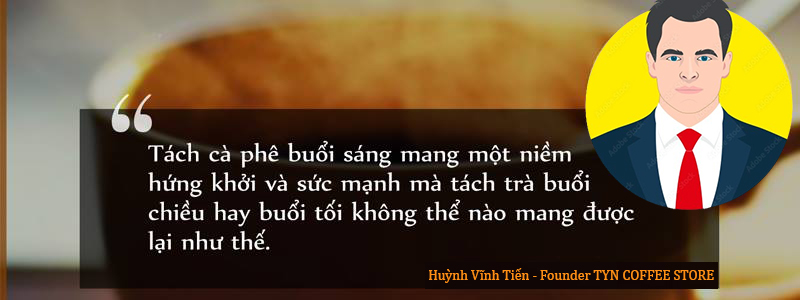 “
Tách cà phê buổi sáng mang một niềm
hứng khởi và sức mạnh mà tách trà buổi
chiều hay buổi tối không thể nào mang được
lại như thế.
Huỳnh Vĩnh Tiến - Founder TYN COFFEE STORE